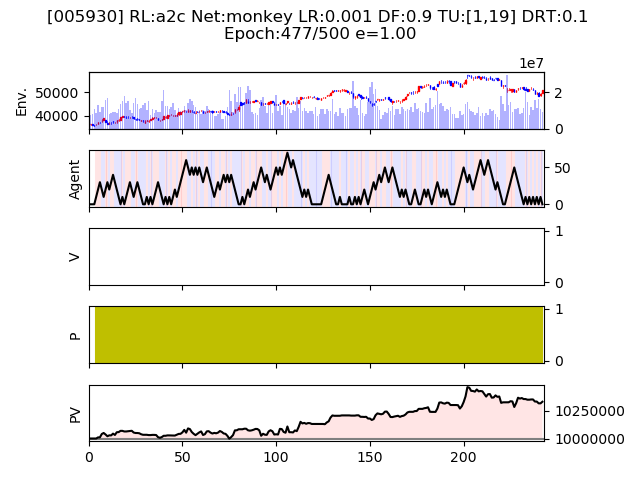 [005930] RL:a2c Net:monkey LR:0.001 DF:0.9 TU:[1,19] DRT:0.1
Epoch:477/500 e=1.00
1e7
Env.
50000
40000
2
0
Agent
50
0
V
1
0
P
1
0
PV
10250000
10000000
0
50
100
150
200